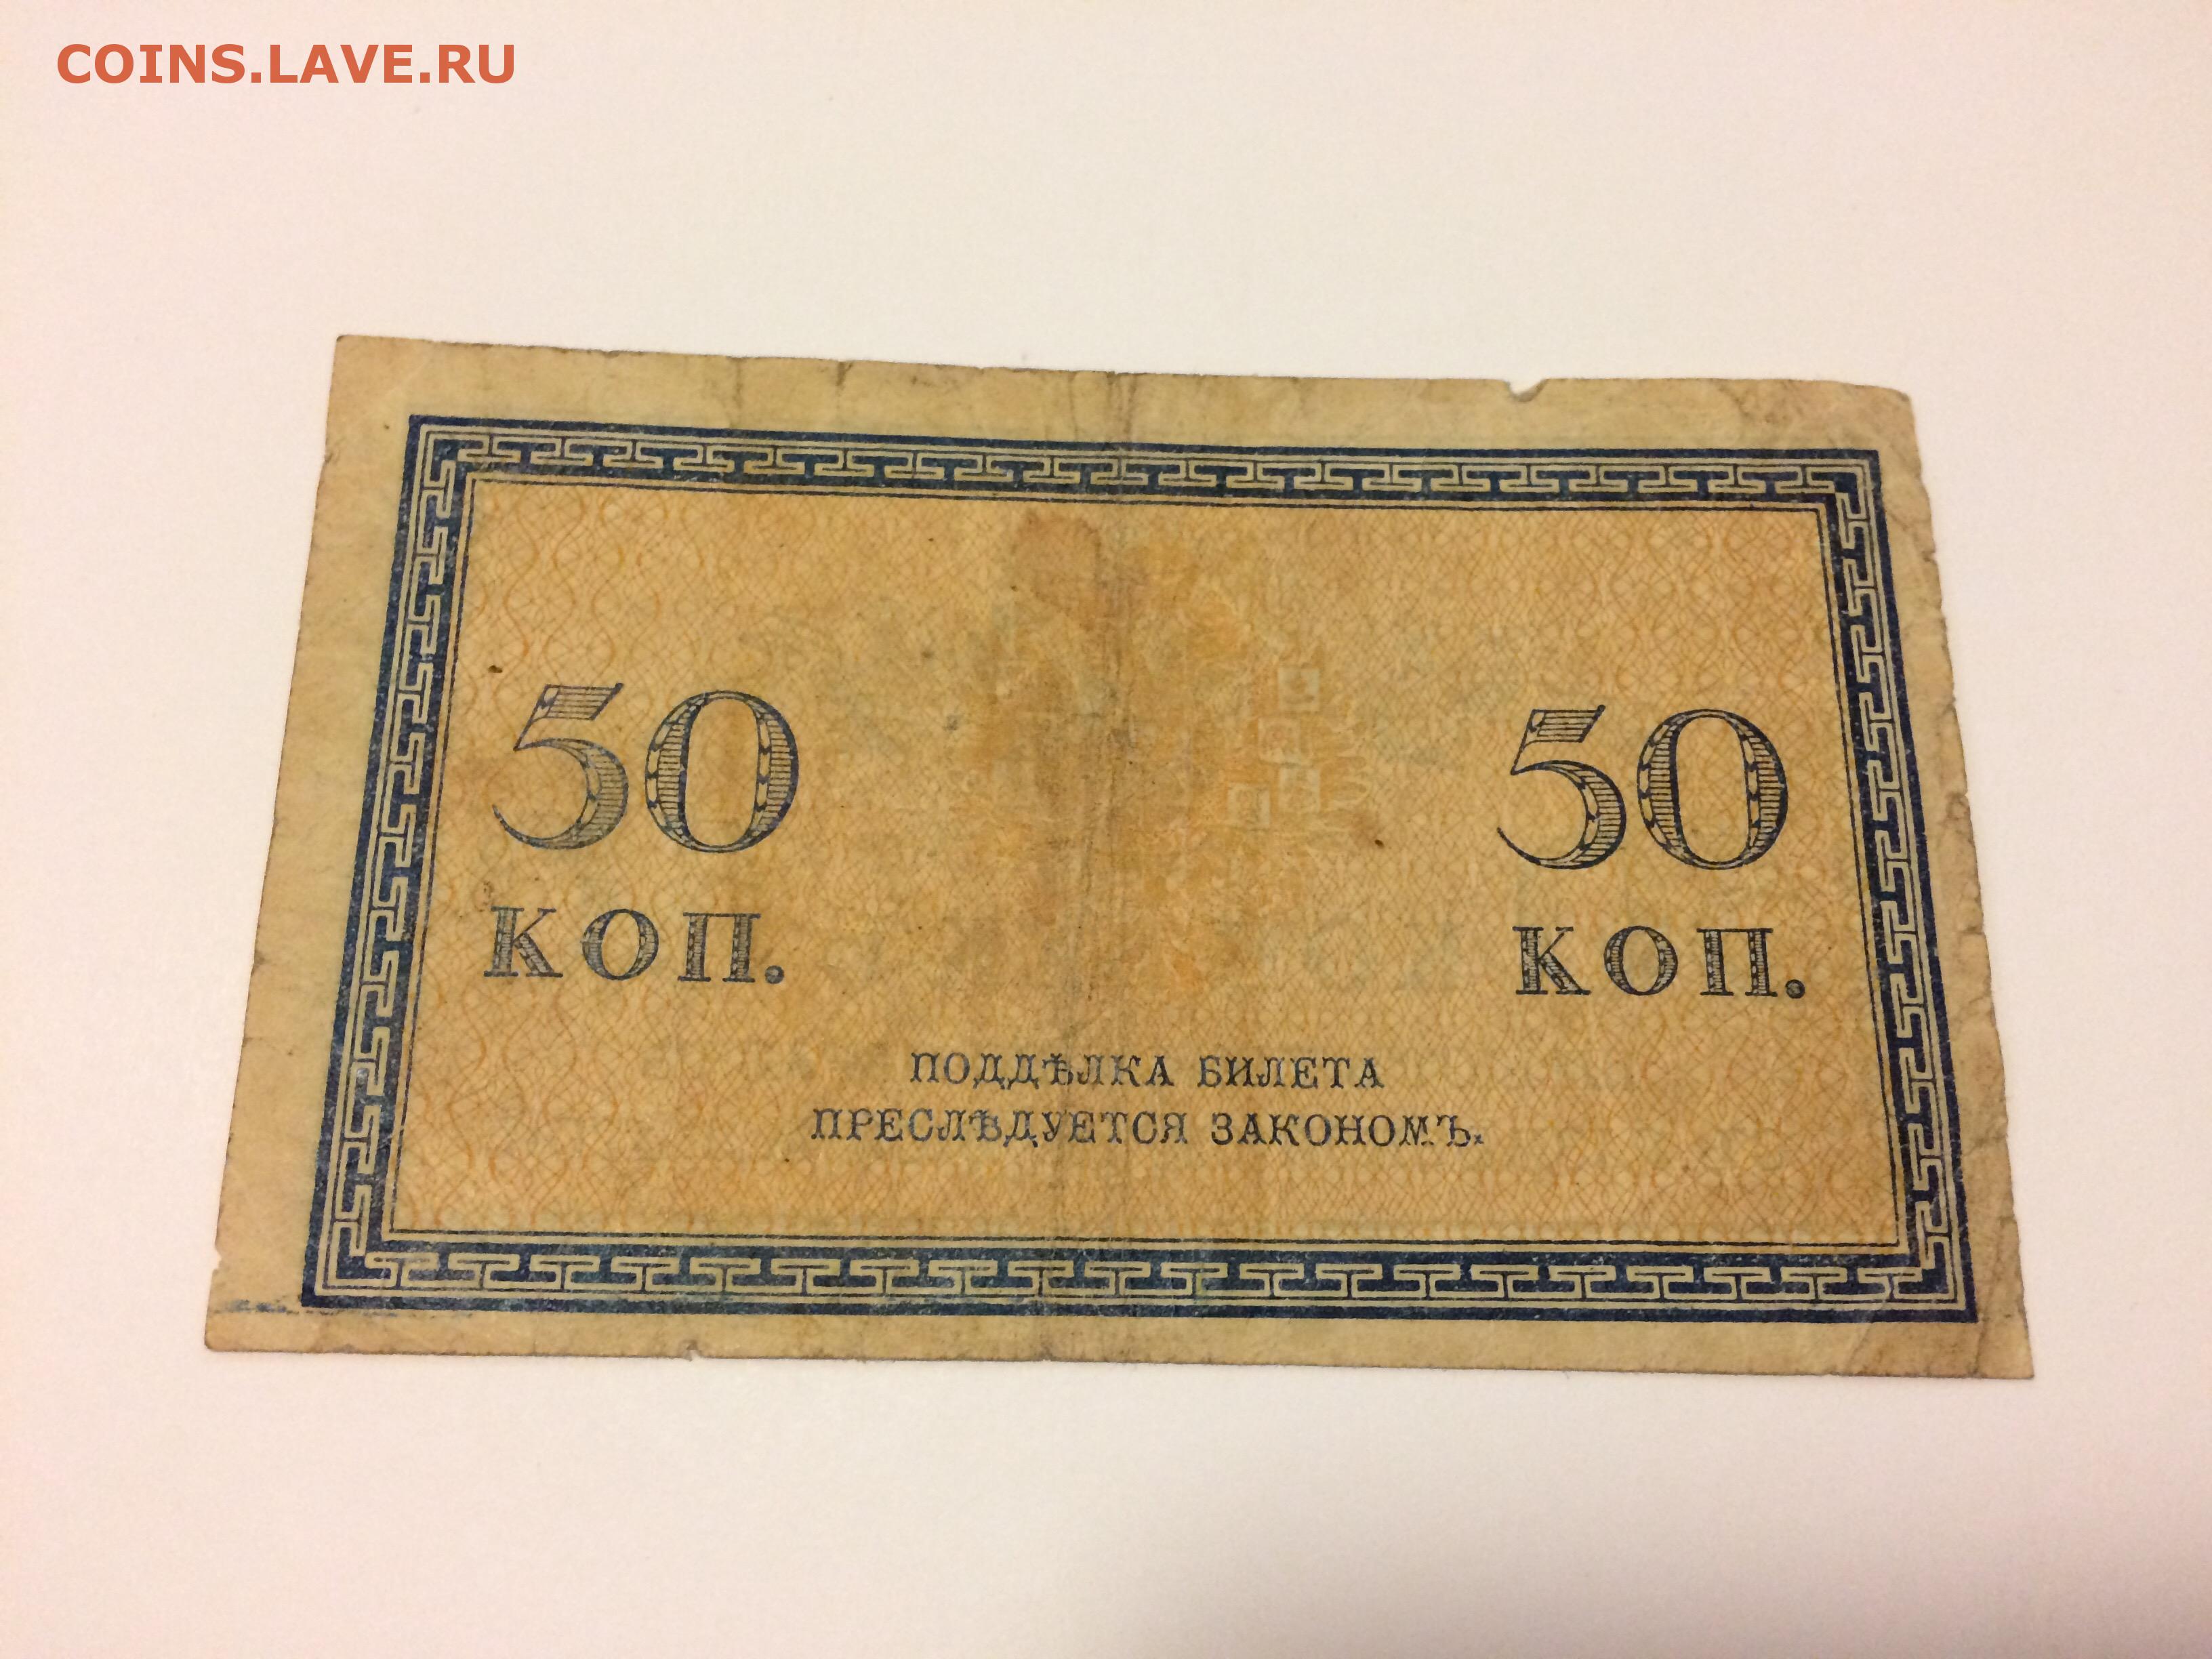 COINS.LAVE.RU
50 50
КОП. КОП.
ПОДДѢЛКА БИЛЕТА
ПРЕСЛѢДУЕТСЯ ЗАКОНОМЪ.